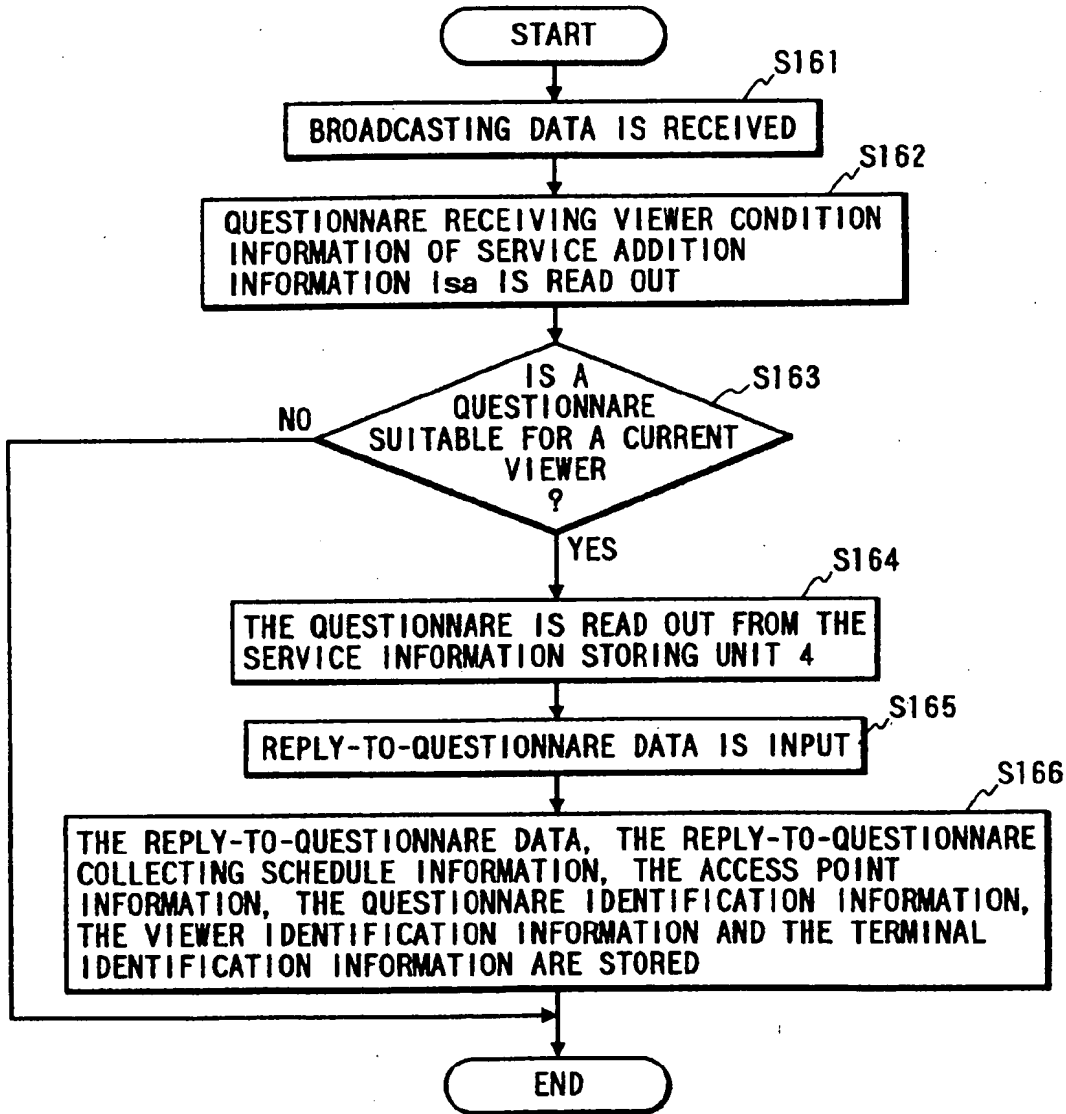 START
S161
BROADCASTING DATA IS RECEIVED
S162
QUESTIONNARE RECEIVING VIEWER CONDITION
INFORMATION OF SERVICE ADDITION
INFORMATION Isa IS READ OUT
S163
IS A
QUESTIONNARE
SUITABLE FOR A CURRENT
VIEWER
?
NO
YES
S164
THE QUESTIONNARE IS READ OUT FROM THE
SERVICE INFORMATION STORING UNIT 4
S165
REPLY-TO-QUESTIONNARE DATA IS INPUT
S166
THE REPLY-TO-QUESTIONNARE DATA, THE REPLY-TO-QUESTIONNARE
COLLECTING SCHEDULE INFORMATION, THE ACCESS POINT
INFORMATION, THE QUESTIONNARE IDENTIFICATION INFORMATION,
THE VIEWER IDENTIFICATION INFORMATION AND THE TERMINAL
IDENTIFICATION INFORMATION ARE STORED
END